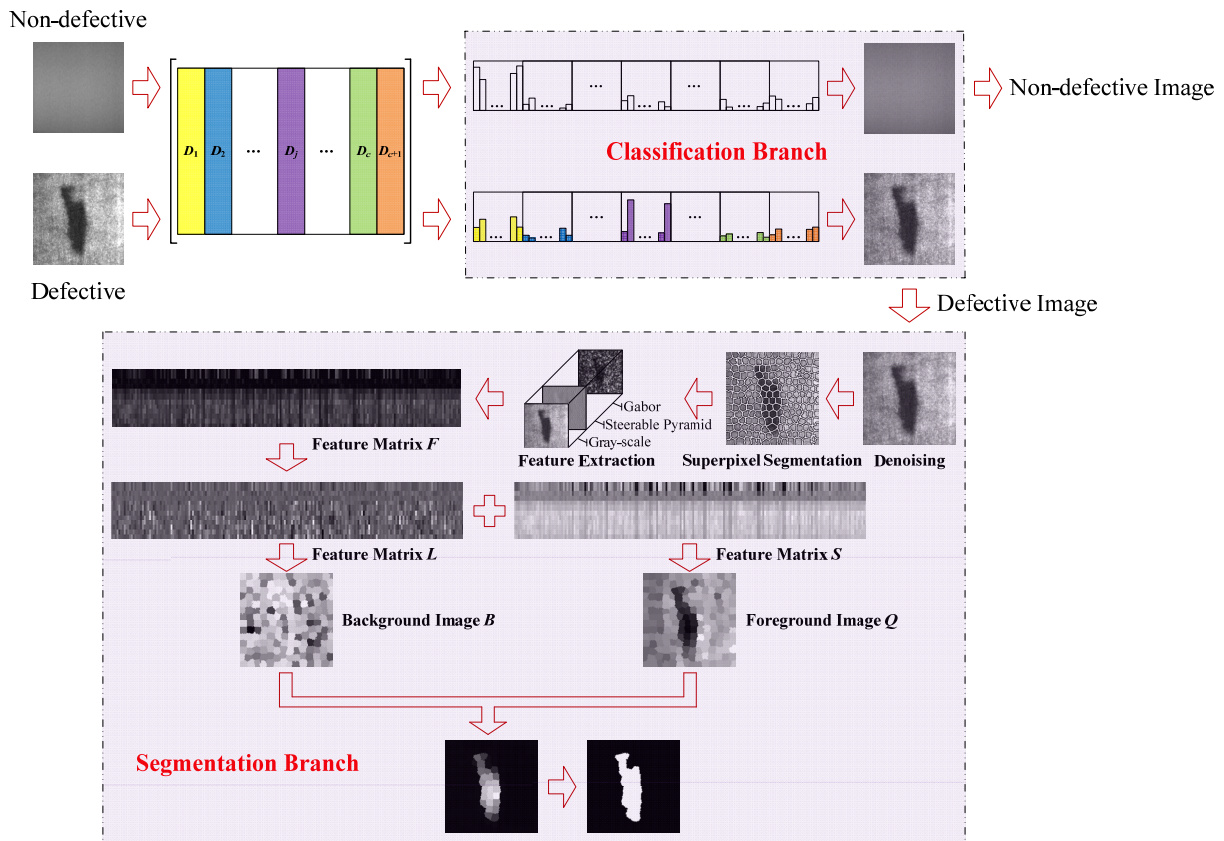 Non-defective
D1 D2 ... Dj ... Dc Dc+1
... ... ... ... ... ...
Non-defective Image
Classification Branch
... ... ... ... ... ...
Defective
Defective Image
Gabor
Steerable Pyramid
Gray-scale
Feature Matrix F
Feature Extraction
Superpixel Segmentation
Denoising
Feature Matrix L
Feature Matrix S
Background Image B
Foreground Image Q
Segmentation Branch